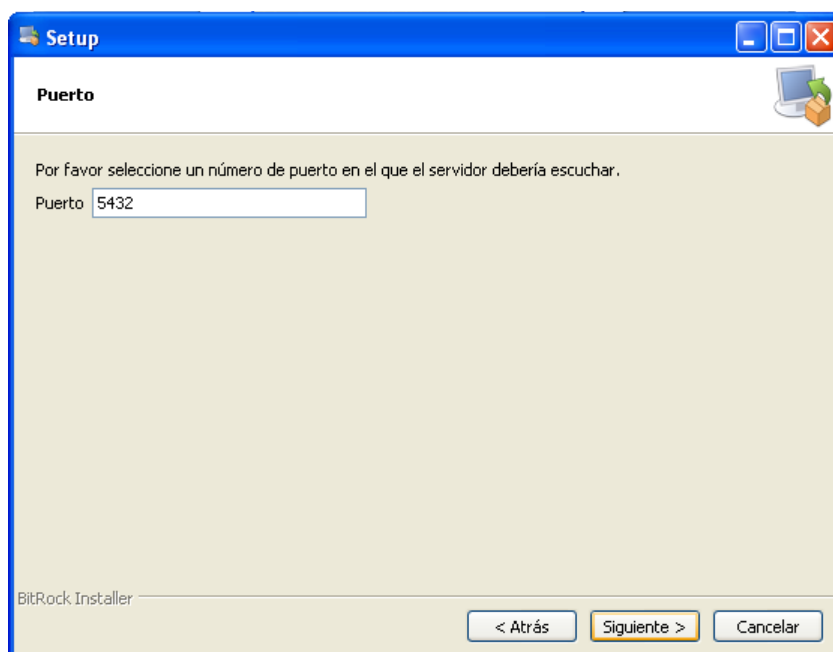 Setup
Puerto
Por favor seleccione un número de puerto en el que el servidor debería escuchar.
Puerto 5432
BitRock Installer
< Atrás Siguiente > Cancelar